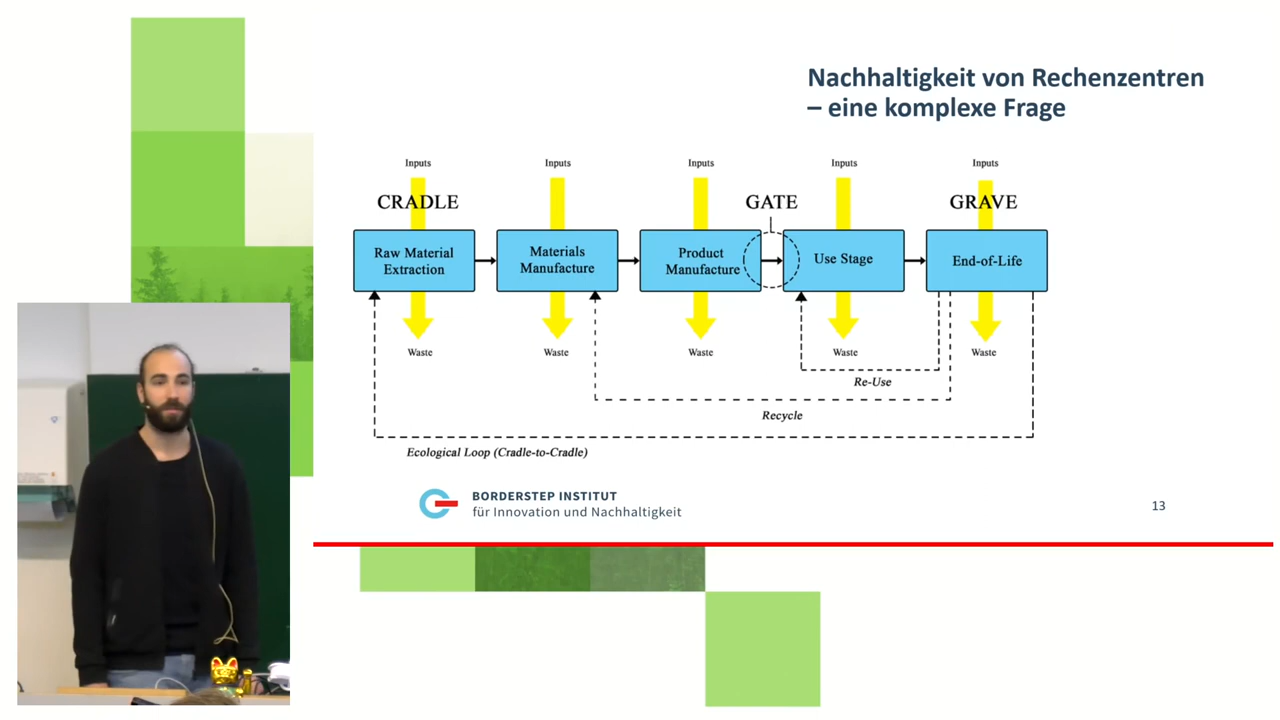 Nachhaltigkeit von Rechenzentren
– eine komplexe Frage
Inputs
Inputs
Inputs
Inputs
Inputs
CRADLE
GATE
GRAVE
Raw Material
Extraction
Materials
Manufacture
Product
Manufacture
Use Stage
End-of-Life
Waste
Waste
Waste
Waste
Waste
Re-Use
Recycle
Ecological Loop (Cradle-to-Cradle)
BORDERSTEP INSTITUT
für Innovation und Nachhaltigkeit
13